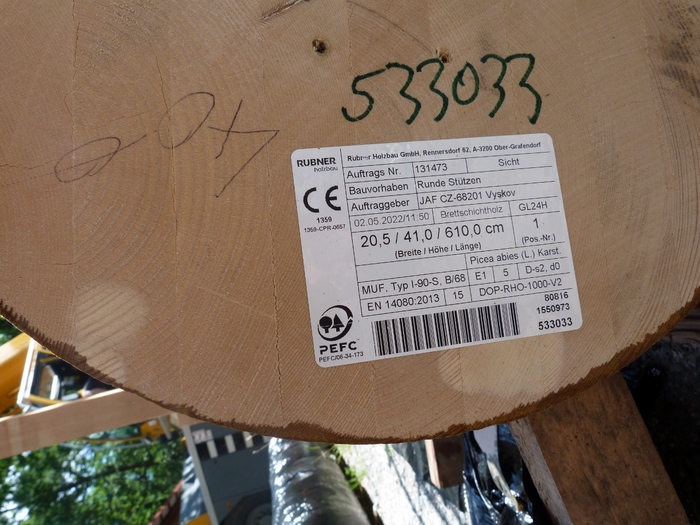 533033
RUBNER
holzbau
Rubner Holzbau GmbH, Rennersdorf 62, A-3200 Ober-Grafendorf
Auftrags Nr. 131473 Sicht
Bauvorhaben Runde Stützen
Auftraggeber JAF CZ-68201 Vyskov
CE
1359
1359-CPR-0657
02.05.2022/11:50 Brettschichtholz GL24H
20,5 / 41,0 / 610,0 cm 1
(Breite / Höhe / Länge) (Pos.-Nr.)
Picea abies (L.) Karst.
MUF, Typ I-90-S, B/68 E1 5 D-s2, d0
EN 14080:2013 15 DOP-RHO-1000-V2
80816
1550973
533033
PEFC
PEFC/06-34-173